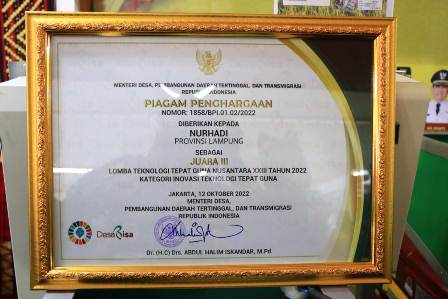 MENTERI DESA, PEMBANGUNAN DAERAH TERTINGGAL, DAN TRANSMIGRASI
REPUBLIK INDONESIA
PIAGAM PENGHARGAAN
NOMOR: 1858/BPI.01.02/2022
DIBERIKAN KEPADA
NURHADI
PROVINSI LAMPUNG
SEBAGAI
JUARA III
LOMBA TEKNOLOGI TEPAT GUNA NUSANTARA XXIII TAHUN 2022
KATEGORI INOVASI TEKNOLOGI TEPAT GUNA
JAKARTA, 12 OKTOBER 2022
MENTERI DESA,
PEMBANGUNAN DAERAH TERTINGGAL, DAN TRANSMIGRASI
REPUBLIK INDONESIA
DesaBisa
Dr. (H.C) Drs. ABDUL HALIM ISKANDAR, M.Pd